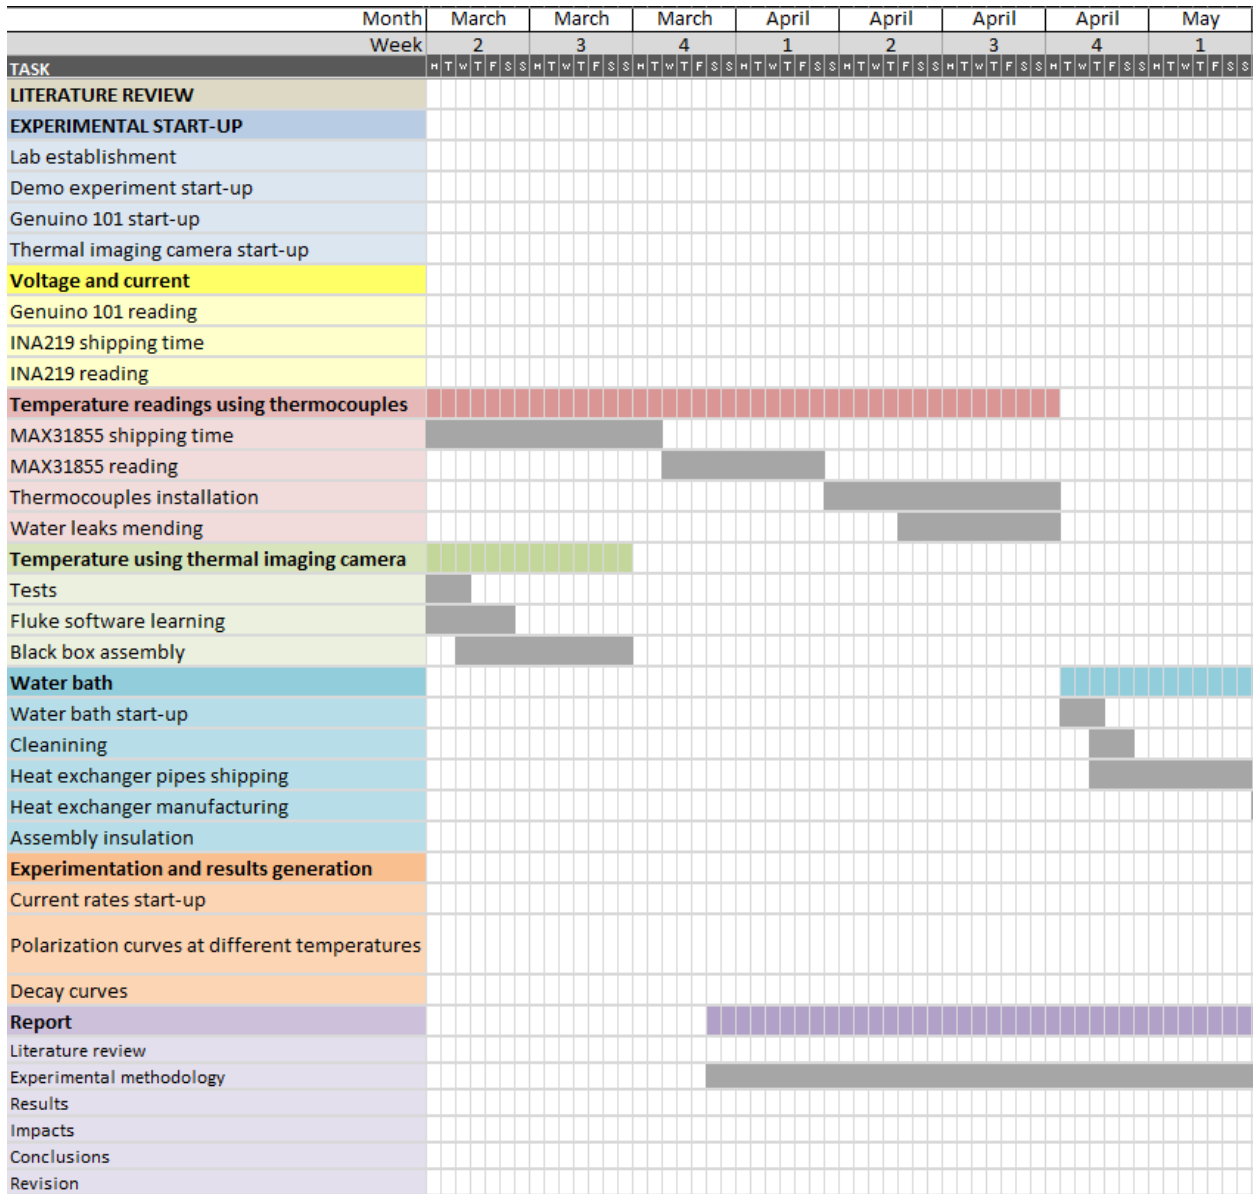 Month March March March April April April April May
Week 2 3 4 1 2 3 4 1
TASK M T W T F S S M T W T F S S M T W T F S S M T W T F S S M T W T F S S M T W T F S S M T W T F S S M T W T F S S
LITERATURE REVIEW
EXPERIMENTAL START-UP
Lab establishment
Demo experiment start-up
Genuino 101 start-up
Thermal imaging camera start-up
Voltage and current
Genuino 101 reading
INA219 shipping time
INA219 reading
Temperature readings using thermocouples
MAX31855 shipping time
MAX31855 reading
Thermocouples installation
Water leaks mending
Temperature using thermal imaging camera
Tests
Fluke software learning
Black box assembly
Water bath
Water bath start-up
Cleanining
Heat exchanger pipes shipping
Heat exchanger manufacturing
Assembly insulation
Experimentation and results generation
Current rates start-up
Polarization curves at different temperatures
Decay curves
Report
Literature review
Experimental methodology
Results
Impacts
Conclusions
Revision